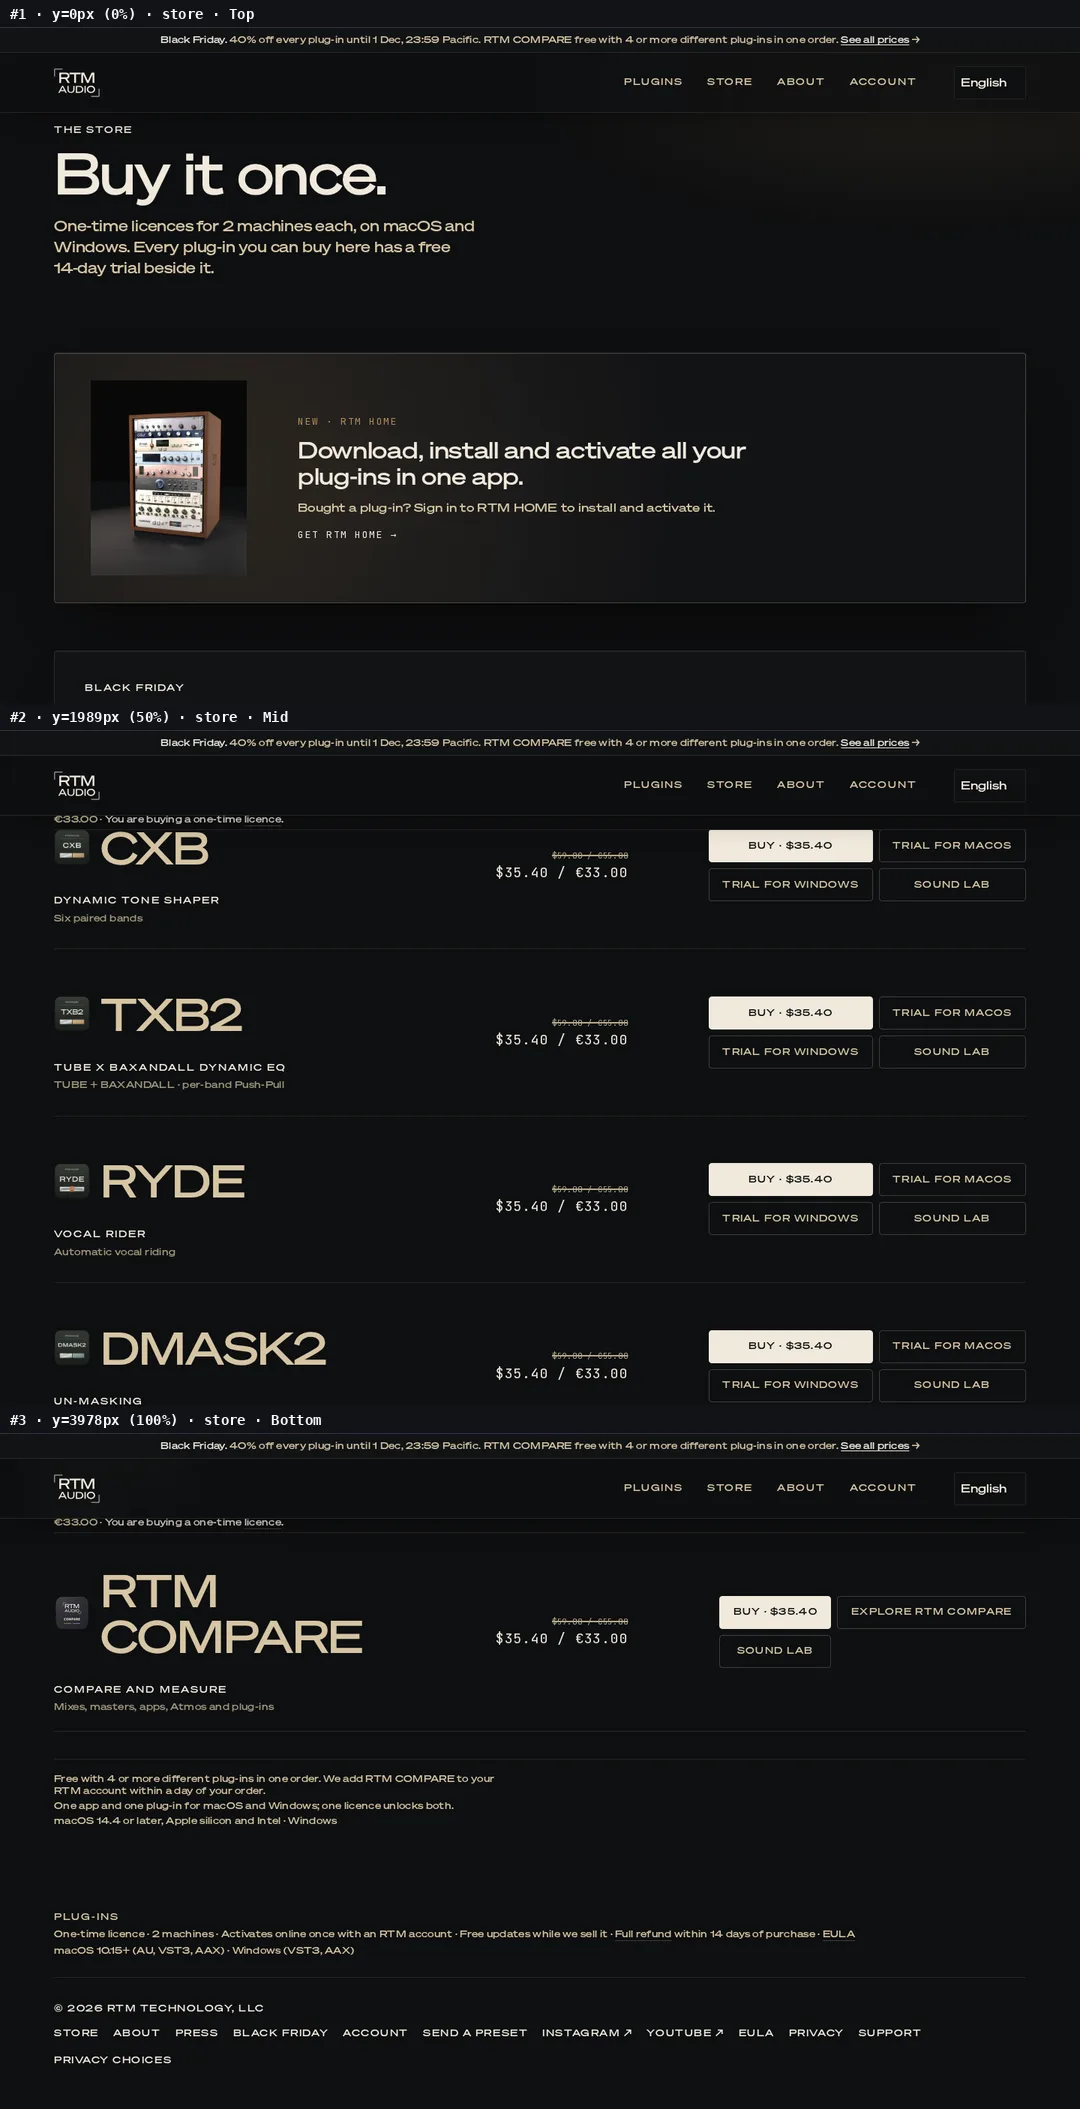 #1 · y=0px (0%) · store · Top
Black Friday. 40% off every plug-in until 1 Dec, 23:59 Pacific. RTM COMPARE free with 4 or more different plug-ins in one order. See all prices →
RTM
AUDIO
PLUGINS STORE ABOUT ACCOUNT English
THE STORE
Buy it once.
One-time licences for 2 machines each, on macOS and
Windows. Every plug-in you can buy here has a free
14-day trial beside it.
NEW · RTM HOME
Download, install and activate all your
plug-ins in one app.
Bought a plug-in? Sign in to RTM HOME to install and activate it.
GET RTM HOME →
BLACK FRIDAY
#2 · y=1989px (50%) · store · Mid
Black Friday. 40% off every plug-in until 1 Dec, 23:59 Pacific. RTM COMPARE free with 4 or more different plug-ins in one order. See all prices →
RTM
AUDIO
PLUGINS STORE ABOUT ACCOUNT English
€33.00 · You are buying a one-time licence.
CXB
CXB
$59.00 / €55.00
$35.40 / €33.00
BUY · $35.40 TRIAL FOR MACOS
TRIAL FOR WINDOWS SOUND LAB
DYNAMIC TONE SHAPER
Six paired bands
TXB2
TXB2
$59.00 / €55.00
$35.40 / €33.00
BUY · $35.40 TRIAL FOR MACOS
TRIAL FOR WINDOWS SOUND LAB
TUBE X BAXANDALL DYNAMIC EQ
TUBE + BAXANDALL · per-band Push-Pull
RYDE
RYDE
$59.00 / €55.00
$35.40 / €33.00
BUY · $35.40 TRIAL FOR MACOS
TRIAL FOR WINDOWS SOUND LAB
VOCAL RIDER
Automatic vocal riding
DMASK2
DMASK2
$59.00 / €55.00
$35.40 / €33.00
BUY · $35.40 TRIAL FOR MACOS
TRIAL FOR WINDOWS SOUND LAB
UN-MASKING
#3 · y=3978px (100%) · store · Bottom
Black Friday. 40% off every plug-in until 1 Dec, 23:59 Pacific. RTM COMPARE free with 4 or more different plug-ins in one order. See all prices →
RTM
AUDIO
PLUGINS STORE ABOUT ACCOUNT English
€33.00 · You are buying a one-time licence.
RTM
AUDIO
COMPARE
RTM
COMPARE
$59.00 / €55.00
$35.40 / €33.00
BUY · $35.40 EXPLORE RTM COMPARE
SOUND LAB
COMPARE AND MEASURE
Mixes, masters, apps, Atmos and plug-ins
Free with 4 or more different plug-ins in one order. We add RTM COMPARE to your
RTM account within a day of your order.
One app and one plug-in for macOS and Windows; one licence unlocks both.
macOS 14.4 or later, Apple silicon and Intel · Windows
PLUG-INS
One-time licence · 2 machines · Activates online once with an RTM account · Free updates while we sell it · Full refund within 14 days of purchase · EULA
macOS 10.15+ (AU, VST3, AAX) · Windows (VST3, AAX)
© 2026 RTM TECHNOLOGY, LLC
STORE ABOUT PRESS BLACK FRIDAY ACCOUNT SEND A PRESET INSTAGRAM ↗ YOUTUBE ↗ EULA PRIVACY SUPPORT
PRIVACY CHOICES